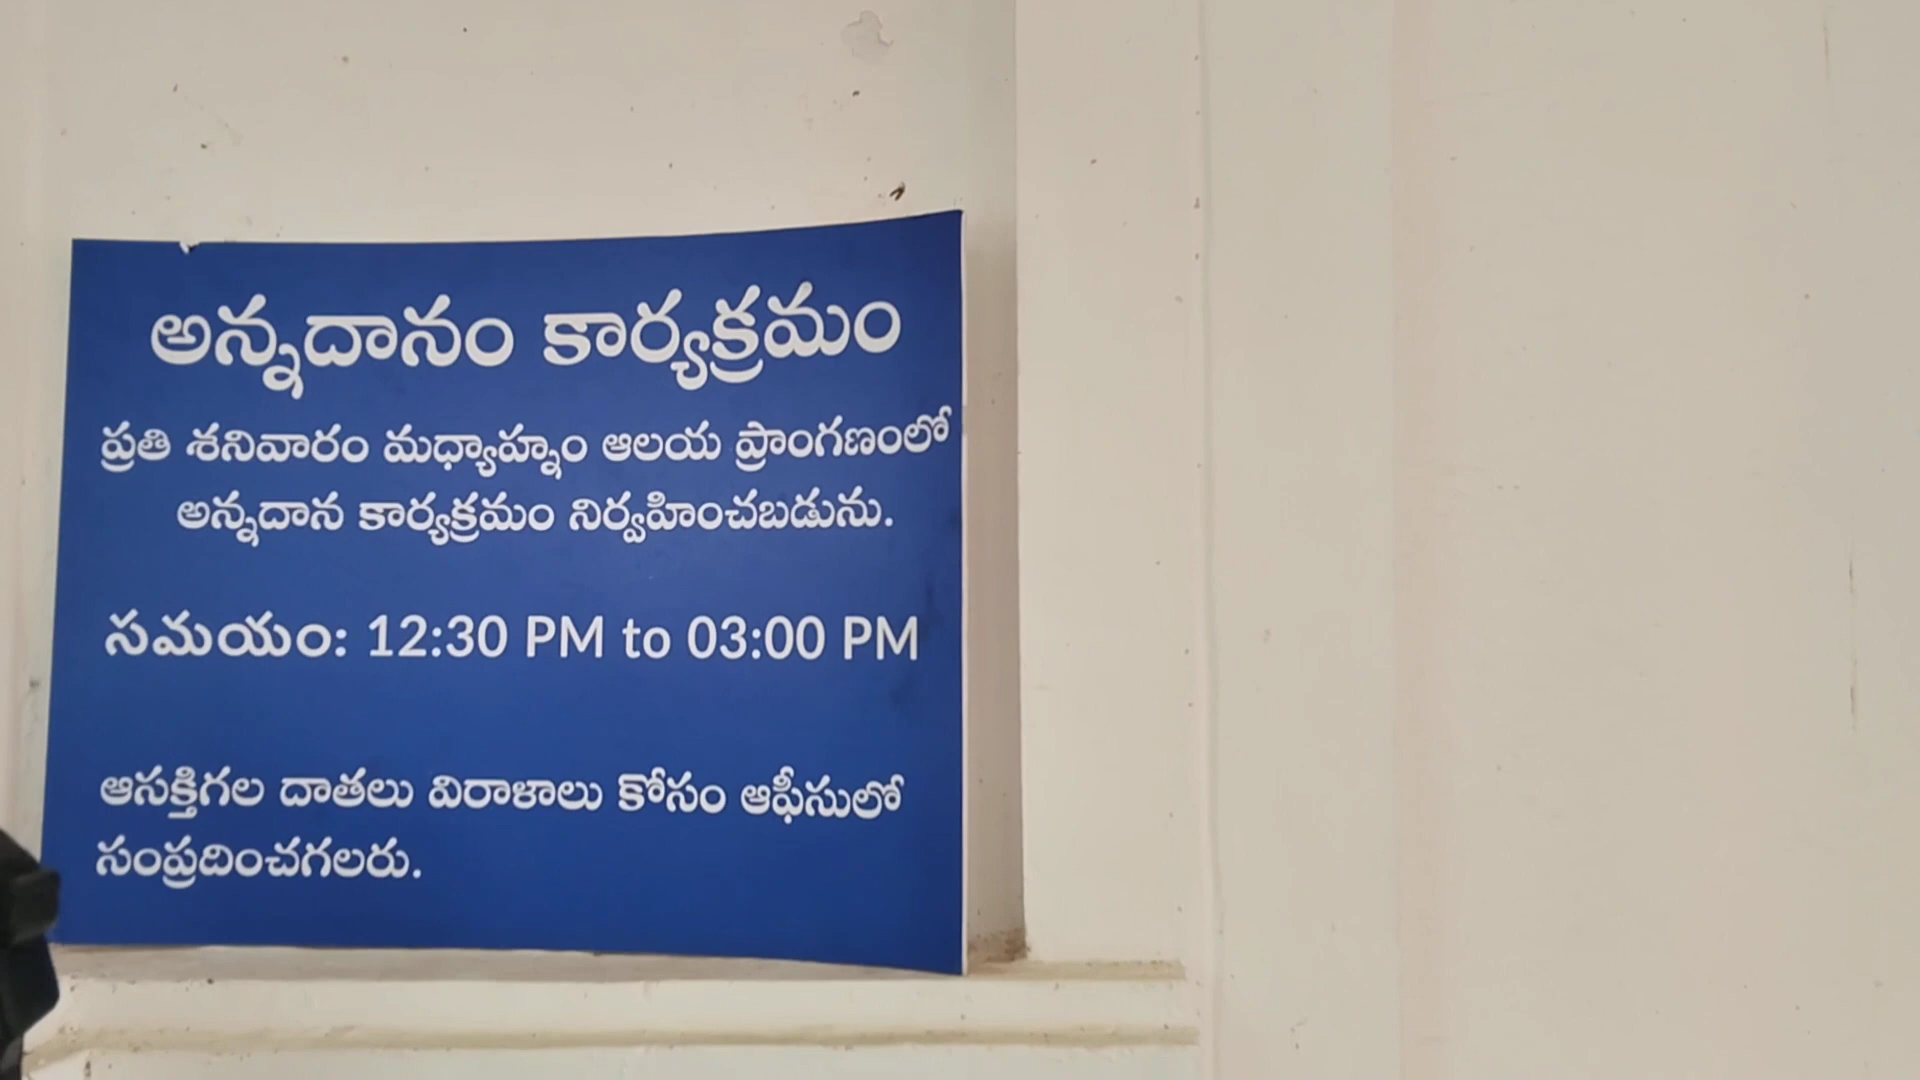 అన్నదానం కార్యక్రమం
ప్రతి శనివారం మధ్యాహ్నం ఆలయ ప్రాంగణంలో
అన్నదాన కార్యక్రమం నిర్వహించబడును.
సమయం: 12:30 PM to 03:00 PM
ఆసక్తిగల దాతలు విరాళాలు కోసం ఆఫీసులో
సంప్రదించగలరు.